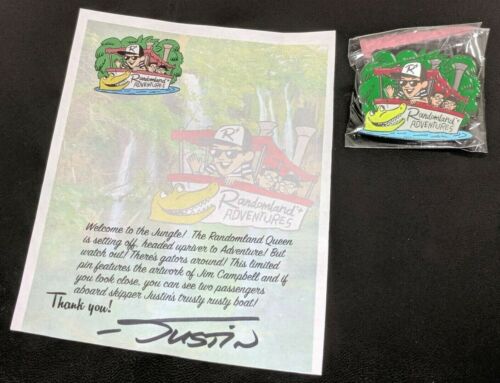 R
Randomland
ADVENTURES
R
Randomland
ADVENTURES
R
Randomland
ADVENTURES
Welcome to the Jungle! The Randomland Queen
is setting off, headed upriver to Adventure! But
watch out! Theres gators around! This limited
pin features the artwork of Jim Campbell and if
you look close, you can see two passengers
aboard skipper Justin's trusty rusty boat!
Thank you!
-JUSTIN